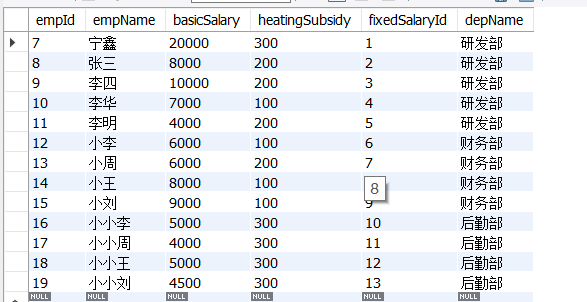 empId empName basicSalary heatingSubsidy fixedSalaryId depName
7 宁鑫 20000 300 1 研发部
8 张三 8000 200 2 研发部
9 李四 10000 200 3 研发部
10 李华 7000 100 4 研发部
11 李明 4000 200 5 研发部
12 小李 6000 100 6 财务部
13 小周 6000 200 7 财务部
14 小王 8000 100 8 财务部
15 小刘 9000 100 9 财务部
16 小小李 5000 300 10 后勤部
17 小小周 4000 300 11 后勤部
18 小小王 5000 300 12 后勤部
19 小小刘 4500 300 13 后勤部
NULL NULL NULL NULL NULL NULL